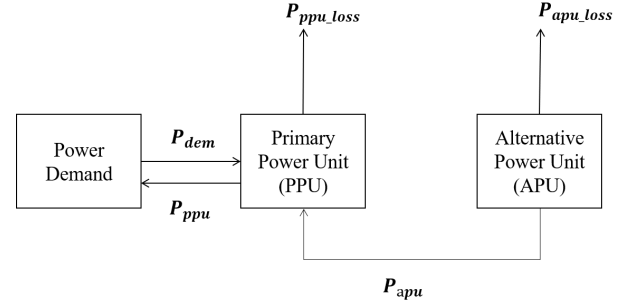 P_ppu_loss
P_apu_loss
Power
Demand
P_dem
P_ppu
Primary
Power Unit
(PPU)
Alternative
Power Unit
(APU)
P_apu